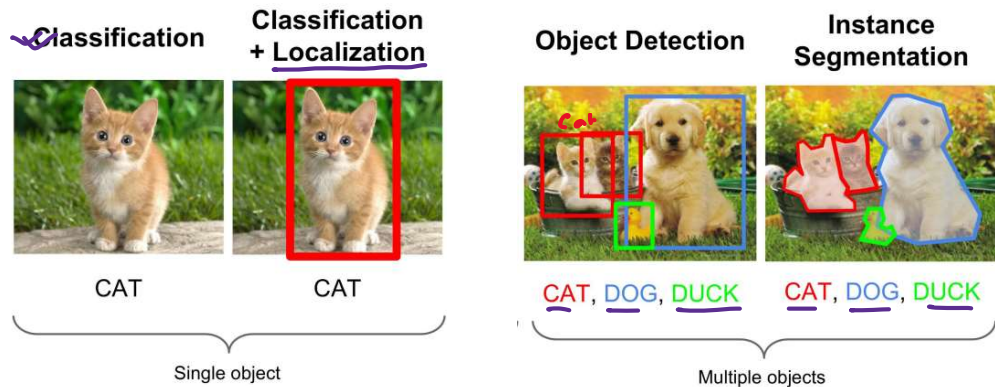 Classification
Classification
+ Localization
Object Detection
Instance
Segmentation
Cat
CAT
CAT
CAT, DOG, DUCK
CAT, DOG, DUCK
Single object
Multiple objects